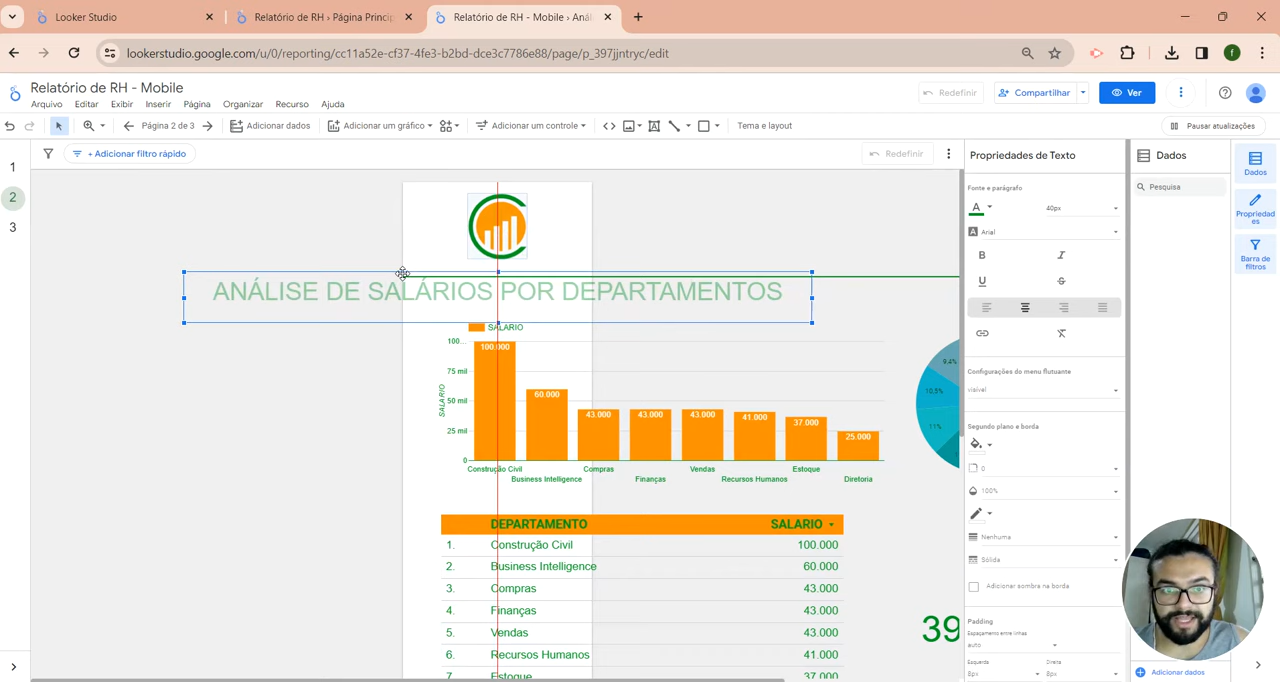 Looker Studio
Relatório de RH › Página Princip
Relatório de RH - Mobile › Aná
lookerstudio.google.com/u/0/reporting/cc11a52e-cf37-4fe3-b2bd-dce3c7786e88/page/p_397jjntryc/edit
f
Relatório de RH - Mobile
Arquivo Editar Exibir Inserir Página Organizar Recurso Ajuda
Redefinir
Compartilhar
Ver
Página 2 de 3
Adicionar dados
Adicionar um gráfico
Adicionar um controle
Tema e layout
Pausar atualizações
+ Adicionar filtro rápido
Redefinir
1
2
3
ANÁLISE DE SALÁRIOS POR DEPARTAMENTOS
SALARIO
100...
75 mil
50 mil
25 mil
0
SALARIO
100.000
60.000
43.000
43.000
43.000
41.000
37.000
25.000
Construção Civil
Business Intelligence
Compras
Finanças
Vendas
Recursos Humanos
Estoque
Diretoria
9.4%
10.5%
11%
DEPARTAMENTO SALARIO
1. Construção Civil 100.000
2. Business Intelligence 60.000
3. Compras 43.000
4. Finanças 43.000
5. Vendas 43.000
6. Recursos Humanos 41.000
7. Estoque 37.000
39
Propriedades de Texto
Fonte e parágrafo
A
40px
A Arial
B
I
U
S
Configurações do menu flutuante
visível
Segundo plano e borda
0
100%
Nenhuma
Sólida
Adicionar sombra na borda
Padding
Espaçamento entre linhas
auto
Esquerda Direita
8px 8px
Dados
Pesquisa
Adicionar dados
Dados
Propried
es
Barra de
filtros